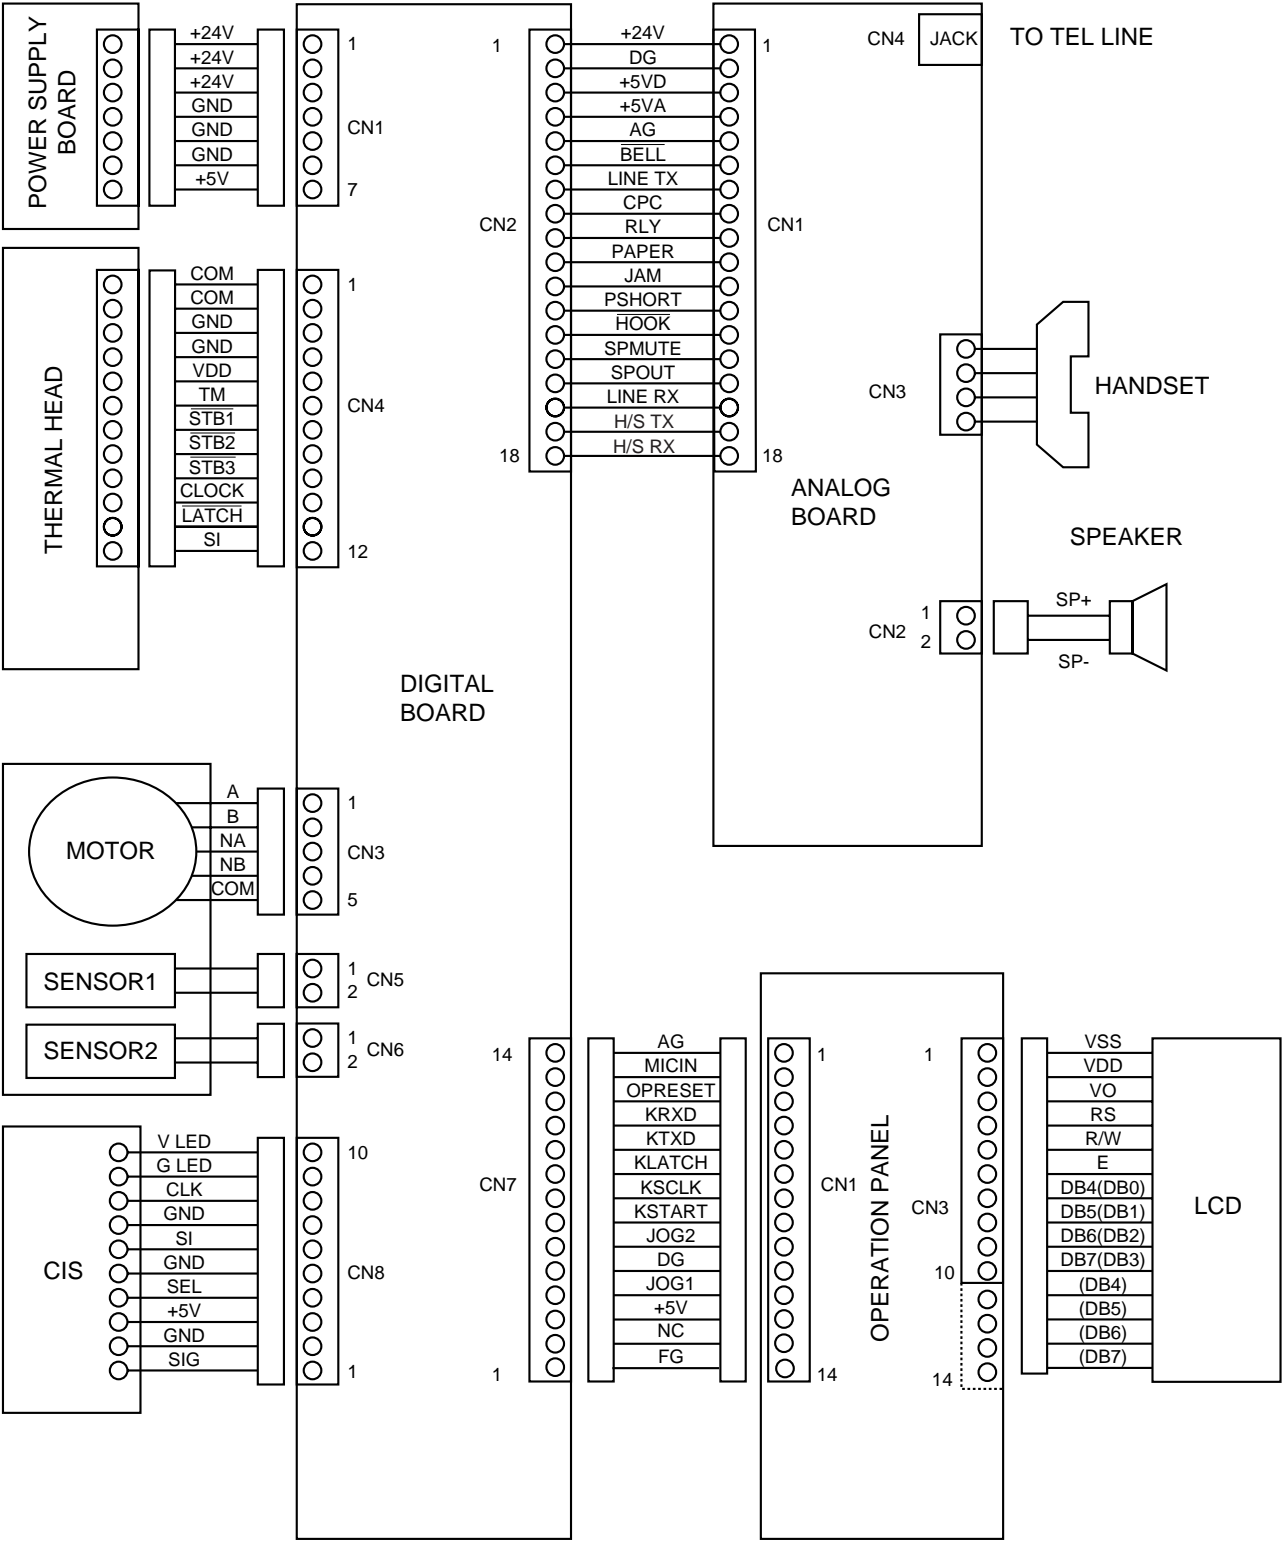 POWER SUPPLY
BOARD
+24V
+24V
+24V
GND
GND
GND
+5V
1
CN1
7
THERMAL HEAD
COM
COM
GND
GND
VDD
TM
STB1
STB2
STB3
CLOCK
LATCH
SI
1
CN4
12
DIGITAL
BOARD
MOTOR
A
B
NA
NB
COM
1
CN3
5
SENSOR1
1
2
CN5
SENSOR2
1
2
CN6
CIS
V LED
G LED
CLK
GND
SI
GND
SEL
+5V
GND
SIG
10
CN8
1
1
CN2
18
+24V
DG
+5VD
+5VA
AG
BELL
LINE TX
CPC
RLY
PAPER
JAM
PSHORT
HOOK
SPMUTE
SPOUT
LINE RX
H/S TX
H/S RX
1
CN1
18
ANALOG
BOARD
CN4
JACK
TO TEL LINE
CN3
HANDSET
SPEAKER
CN2
1
2
SP+
SP-
14
CN7
1
AG
MICIN
OPRESET
KRXD
KTXD
KLATCH
KSCLK
KSTART
JOG2
DG
JOG1
+5V
NC
FG
1
CN1
14
OPERATION PANEL
1
CN3
10
14
VSS
VDD
VO
RS
R/W
E
DB4(DB0)
DB5(DB1)
DB6(DB2)
DB7(DB3)
(DB4)
(DB5)
(DB6)
(DB7)
LCD